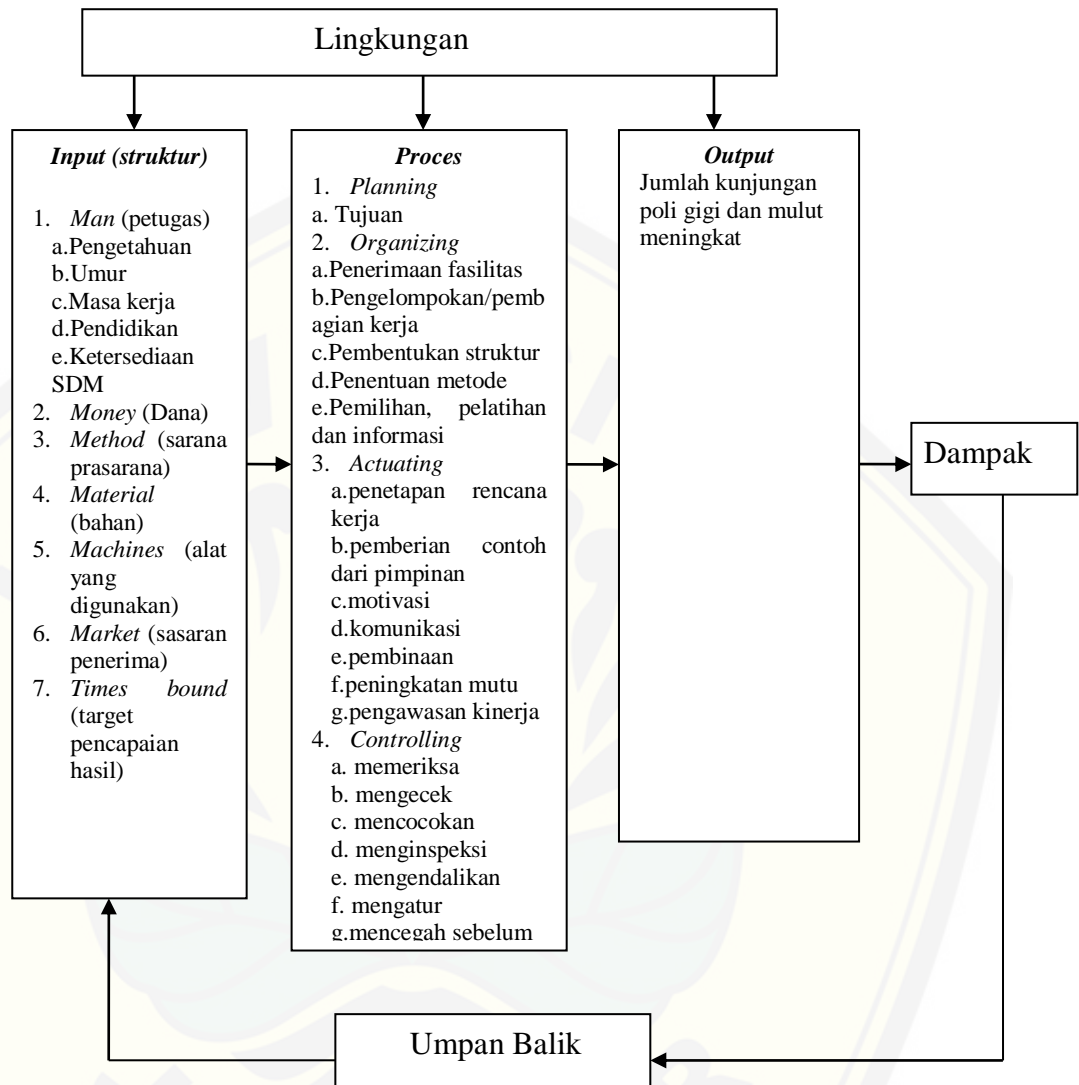 Lingkungan
Input (struktur)
1. Man (petugas)
a.Pengetahuan
b.Umur
c.Masa kerja
d.Pendidikan
e.Ketersediaan
SDM
2. Money (Dana)
3. Method (sarana
prasarana)
4. Material
(bahan)
5. Machines (alat
yang
digunakan)
6. Market (sasaran
penerima)
7. Times bound
(target
pencapaian
hasil)
Proces
1. Planning
a. Tujuan
2. Organizing
a.Penerimaan fasilitas
b.Pengelompokan/pemb
agian kerja
c.Pembentukan struktur
d.Penentuan metode
e.Pemilihan, pelatihan
dan informasi
3. Actuating
a.penetapan rencana
kerja
b.pemberian contoh
dari pimpinan
c.motivasi
d.komunikasi
e.pembinaan
f.peningkatan mutu
g.pengawasan kinerja
4. Controlling
a. memeriksa
b. mengecek
c. mencocokan
d. menginspeksi
e. mengendalikan
f. mengatur
g.mencegah sebelum
Output
Jumlah kunjungan
poli gigi dan mulut
meningkat
Dampak
Umpan Balik